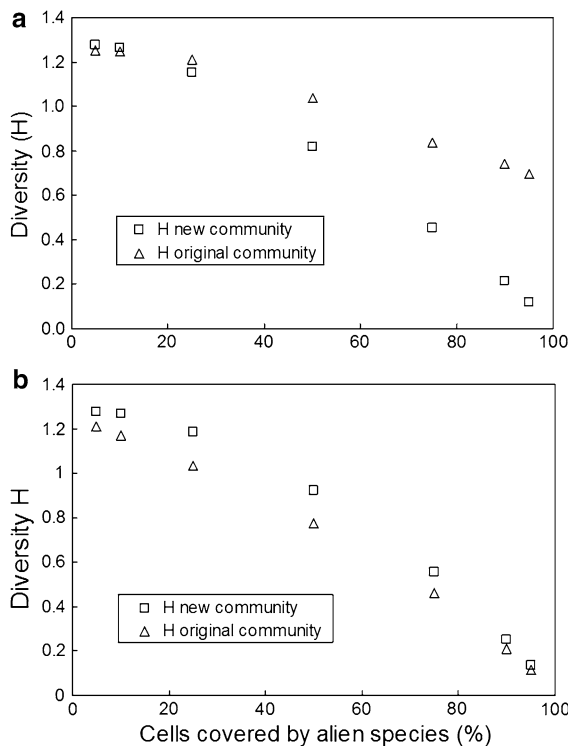 a
1.4
1.2
1.0
0.8
0.6
0.4
0.2
0.0
Diversity (H)
H new community
H original community
0 20 40 60 80 100
b
1.4
1.2
1
0.8
0.6
0.4
0.2
0
Diversity H
H new community
H original community
0 20 40 60 80 100
Cells covered by alien species (%)